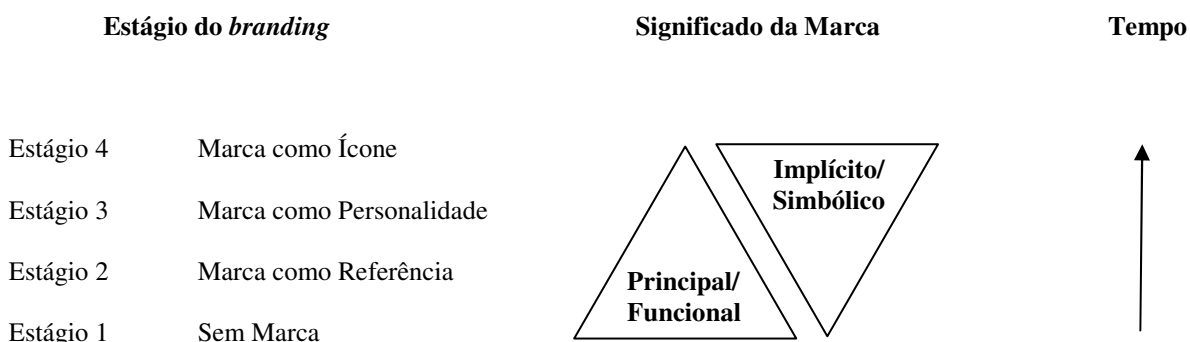 Estágio do branding Significado da Marca Tempo
Estágio 4 Marca como Ícone
Implícito/
Simbólico
Estágio 3 Marca como Personalidade
Estágio 2 Marca como Referência
Principal/
Funcional
Estágio 1 Sem Marca